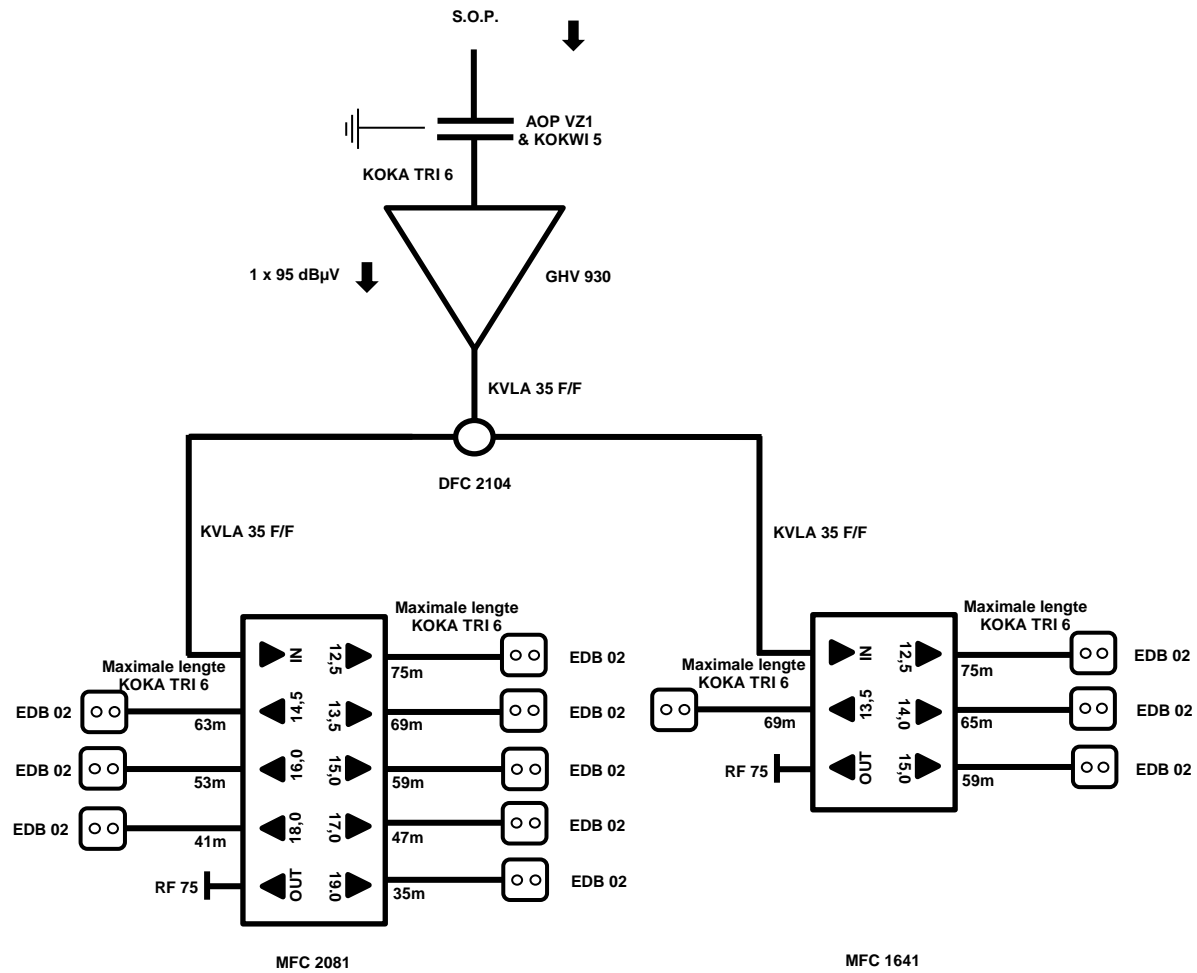 S.O.P.
AOP VZ1
& KOKWI 5
KOKA TRI 6
1 x 95 dBµV
GHV 930
KVLA 35 F/F
DFC 2104
KVLA 35 F/F
KVLA 35 F/F
Maximale lengte
KOKA TRI 6
Maximale lengte
KOKA TRI 6
IN
12,5
75m
EDB 02
EDB 02
63m
14,5
13,5
69m
EDB 02
EDB 02
53m
16,0
15,0
59m
EDB 02
EDB 02
41m
18,0
17,0
47m
EDB 02
RF 75
OUT
19.0
35m
EDB 02
MFC 2081
Maximale lengte
KOKA TRI 6
Maximale lengte
KOKA TRI 6
IN
12,5
75m
EDB 02
69m
13,5
14,0
65m
EDB 02
RF 75
OUT
15,0
59m
EDB 02
MFC 1641